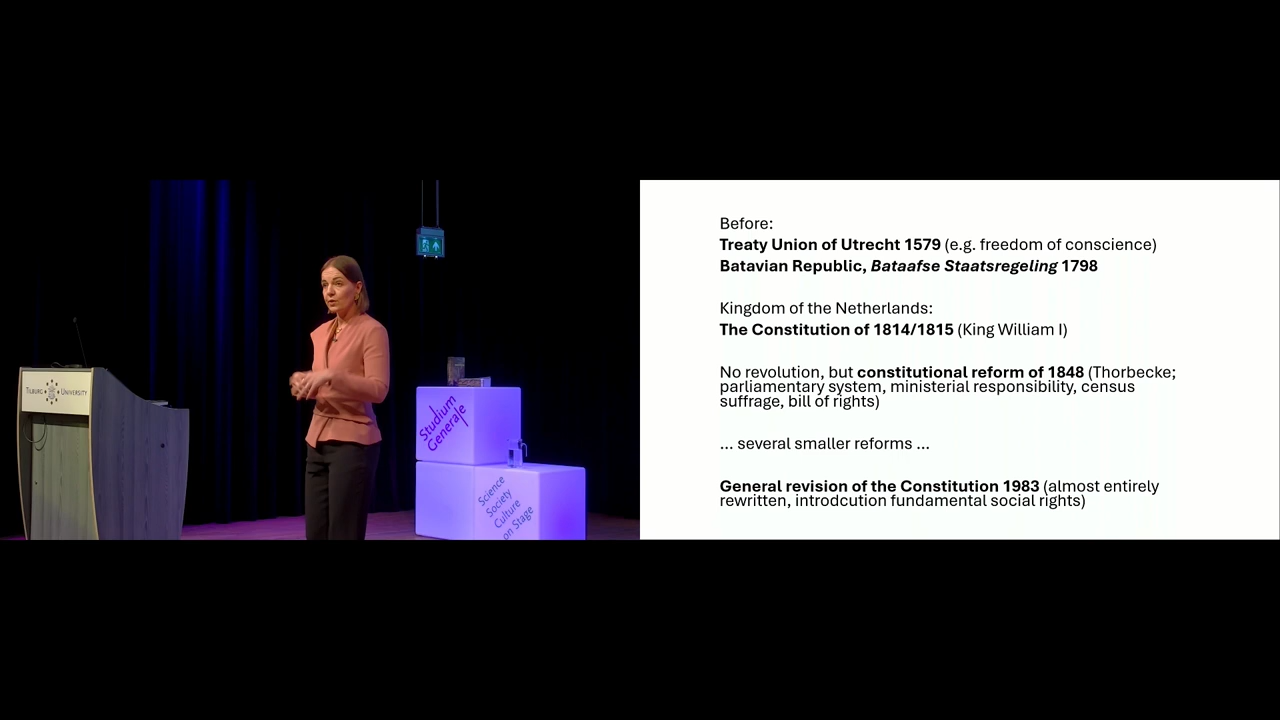 TILBURG UNIVERSITY
Studium
Generale
Science
Society
Culture
on Stage
Before:
Treaty Union of Utrecht 1579 (e.g. freedom of conscience)
Batavian Republic, Bataafse Staatsregeling 1798
Kingdom of the Netherlands:
The Constitution of 1814/1815 (King William I)
No revolution, but constitutional reform of 1848 (Thorbecke;
parliamentary system, ministerial responsibility, census
suffrage, bill of rights)
... several smaller reforms ...
General revision of the Constitution 1983 (almost entirely
rewritten, introdcution fundamental social rights)